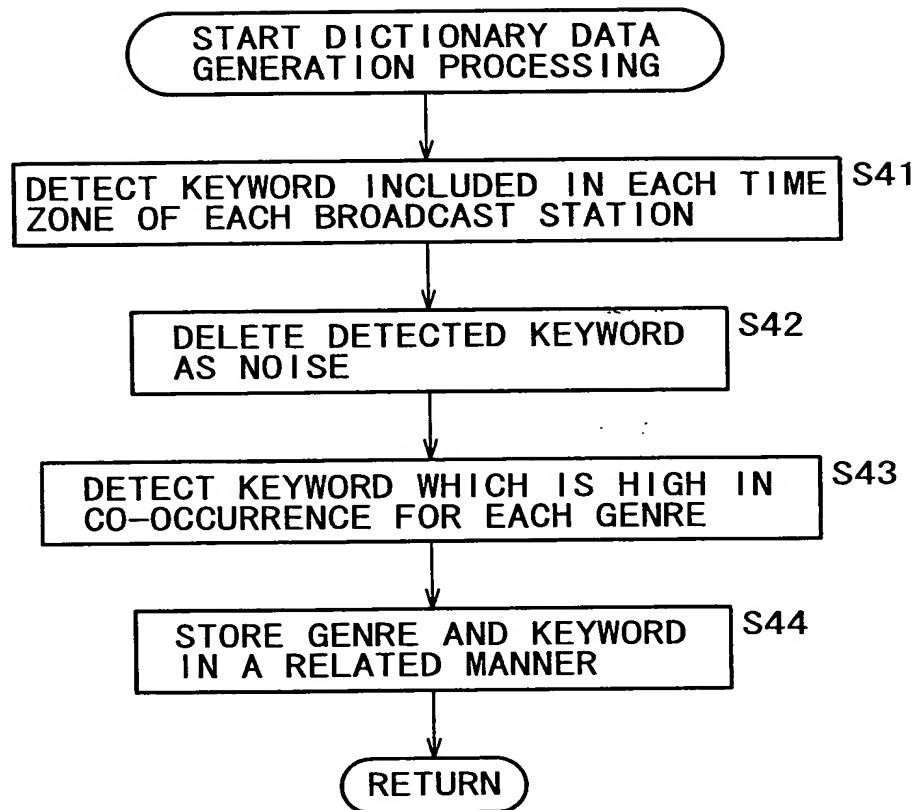 START DICTIONARY DATA
GENERATION PROCESSING
DETECT KEYWORD INCLUDED IN EACH TIME
ZONE OF EACH BROADCAST STATION
S41
DELETE DETECTED KEYWORD
AS NOISE
S42
DETECT KEYWORD WHICH IS HIGH IN
CO-OCCURRENCE FOR EACH GENRE
S43
STORE GENRE AND KEYWORD
IN A RELATED MANNER
S44
RETURN